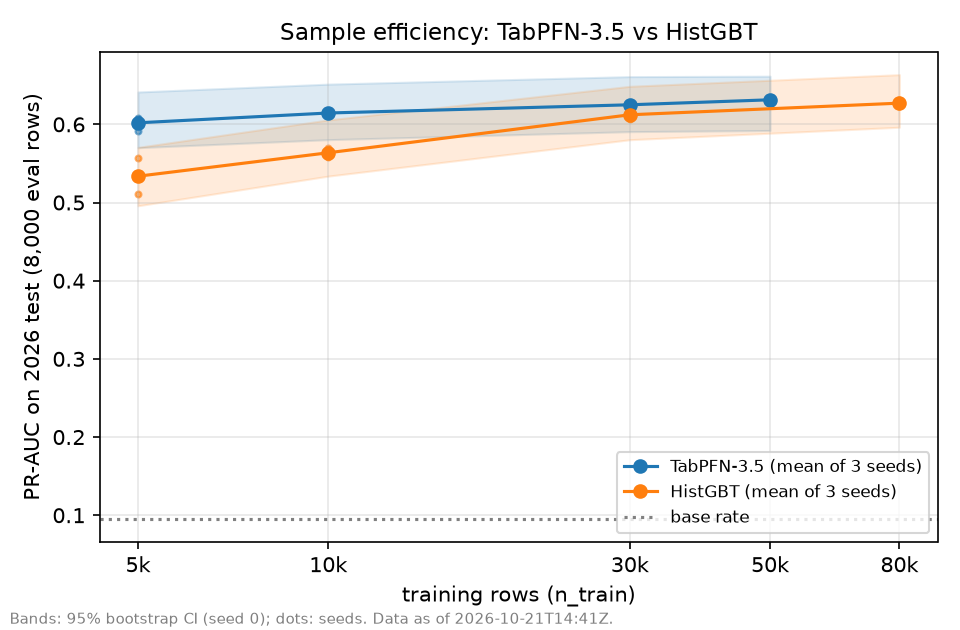 Sample efficiency: TabPFN-3.5 vs HistGBT
PR-AUC on 2026 test (8,000 eval rows)
0.6
0.5
0.4
0.3
0.2
0.1
TabPFN-3.5 (mean of 3 seeds)
HistGBT (mean of 3 seeds)
base rate
5k 10k 30k 50k 80k
training rows (n_train)
Bands: 95% bootstrap CI (seed 0); dots: seeds. Data as of 2026-10-21T14:41Z.